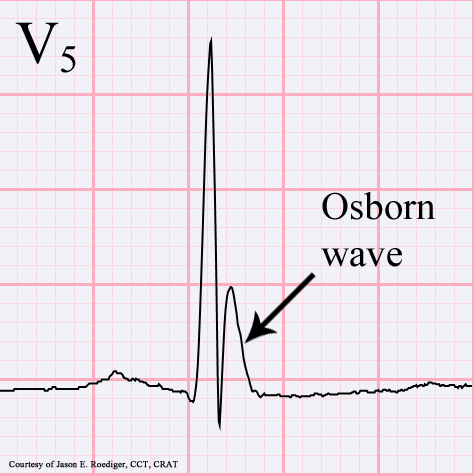 V5
Osborn
wave
Courtesy of Jason E. Roediger, CCT, CRAT